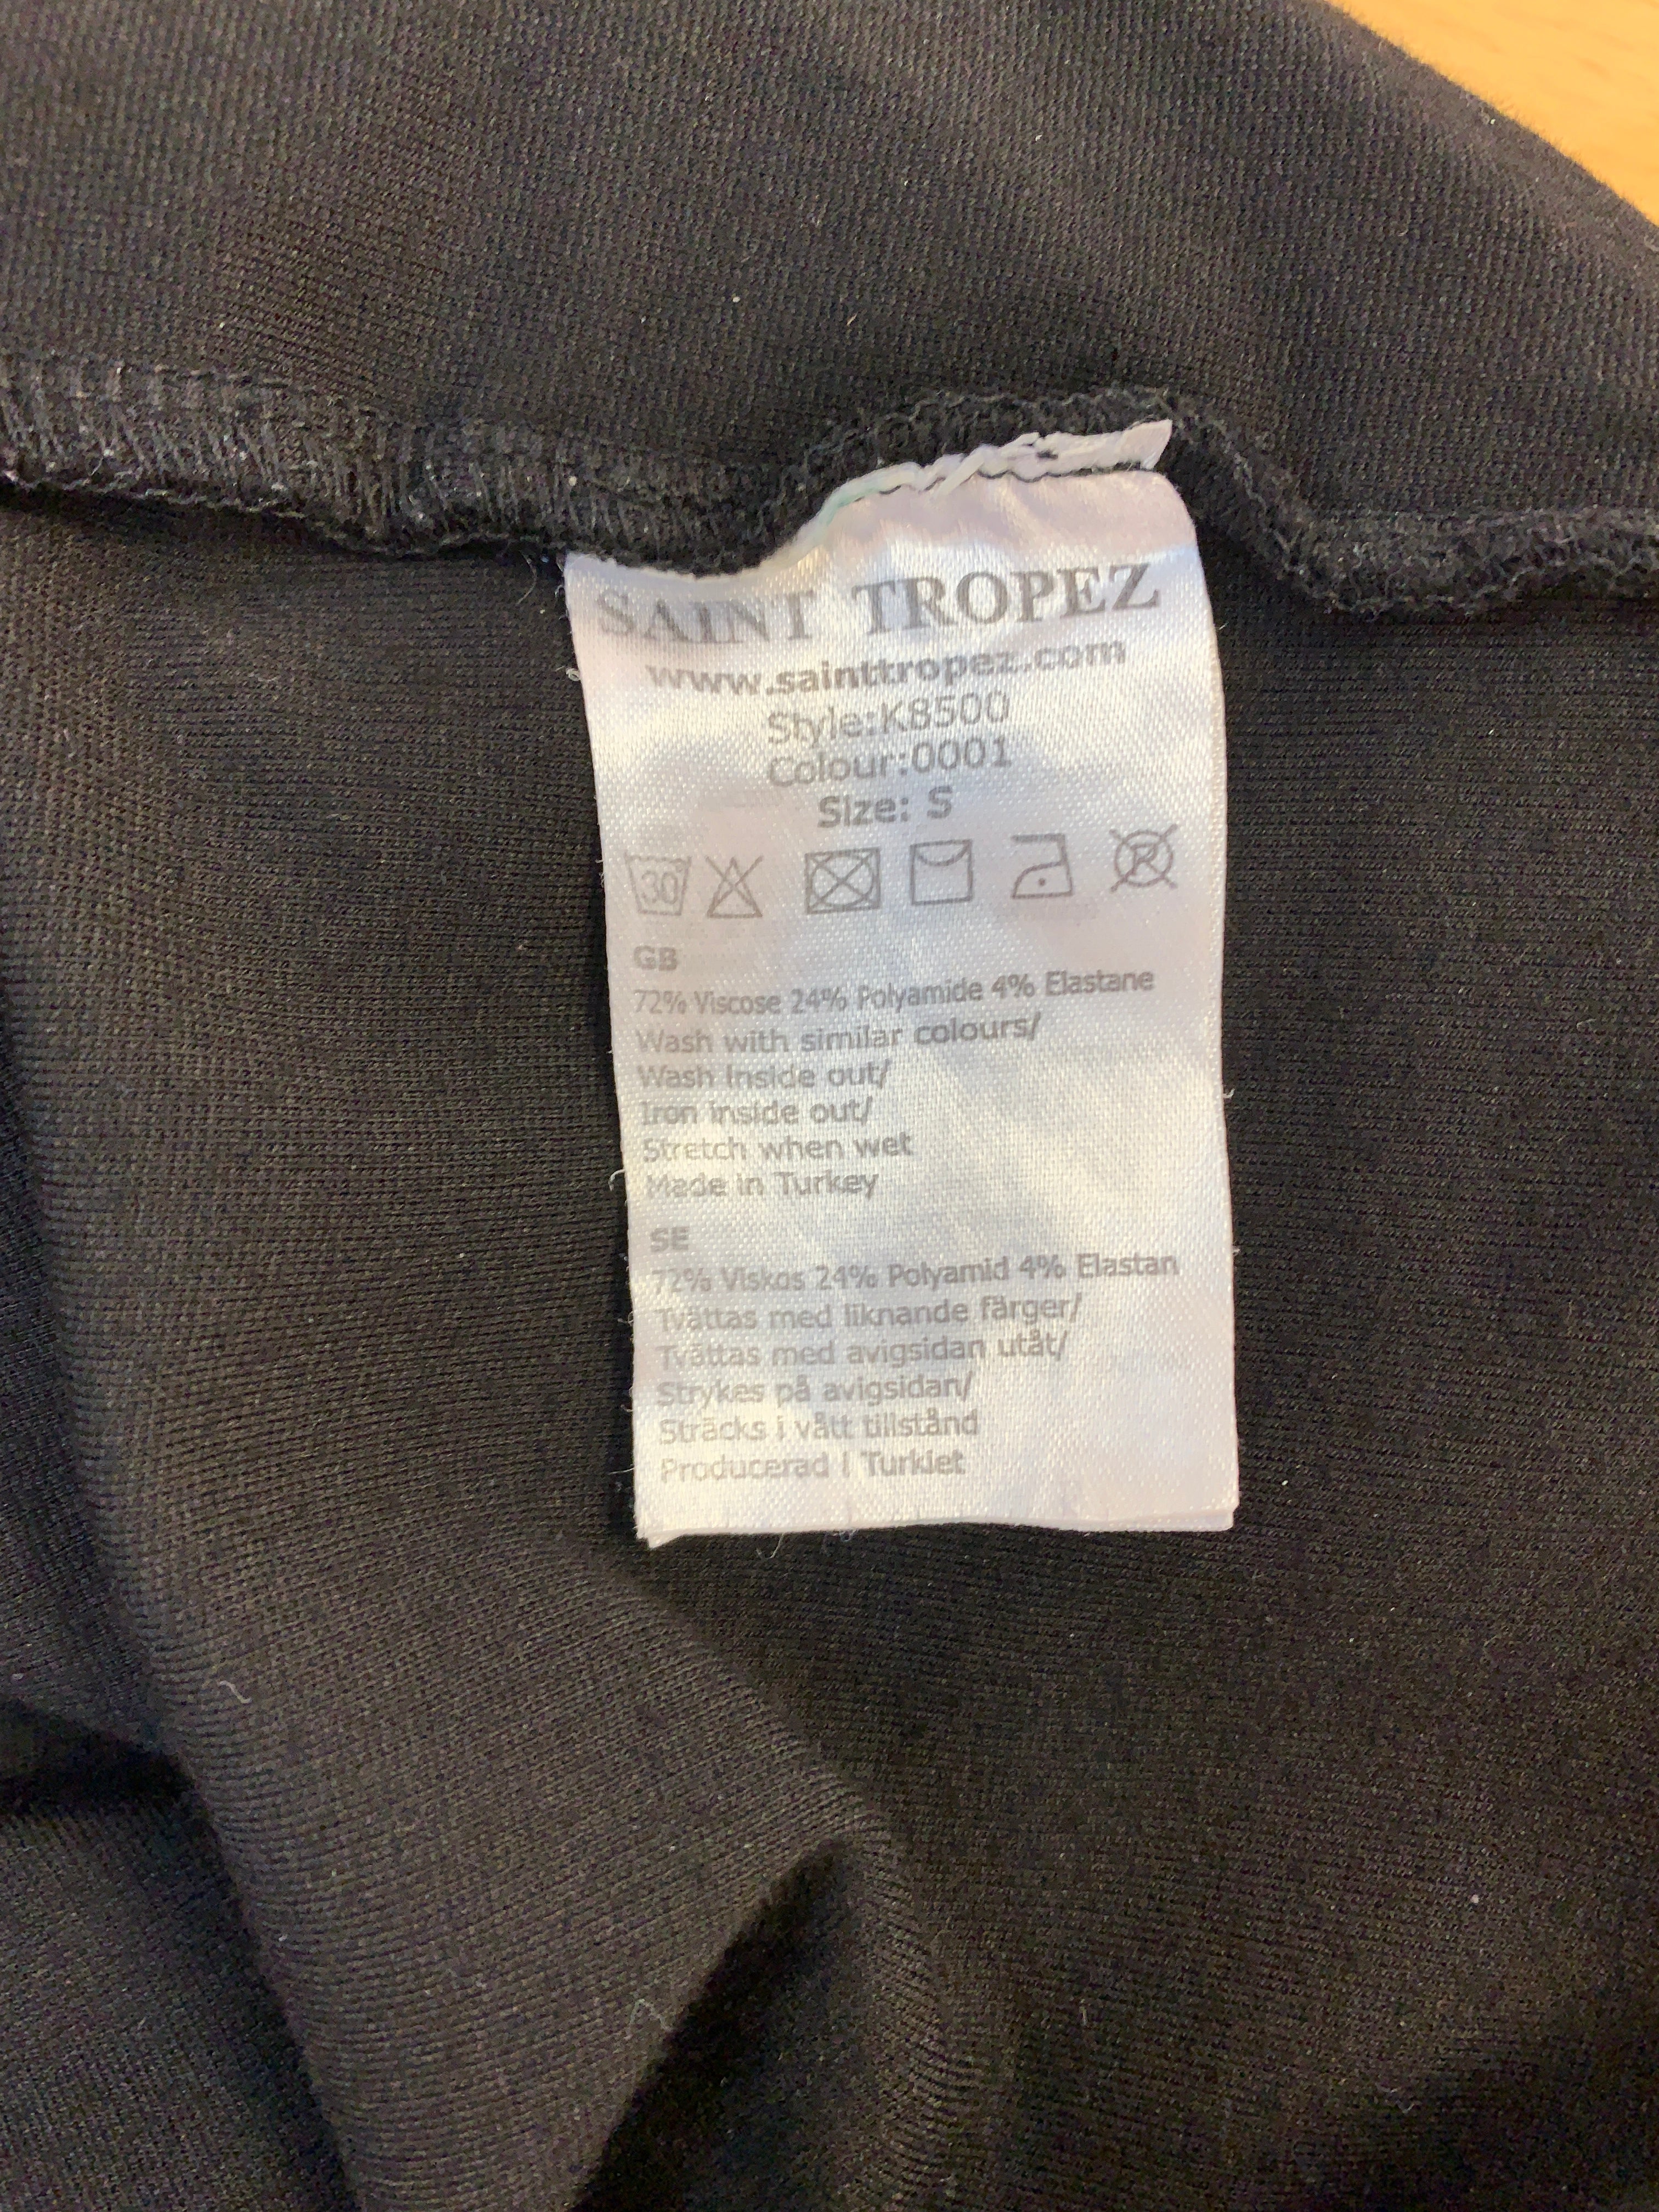 SAINT TROPEZ
www.sainttropez.com
Style:K8500
Colour:0001
Size: S
30 R
GB
72% Viscose 24% Polyamide 4% Elastane
Wash with similar colours/
Wash inside out/
Iron inside out/
Stretch when wet
Made in Turkey
SE
72% Viskos 24% Polyamid 4% Elastan
Tvättas med liknande färger/
Tvättas med avigsidan utåt/
Strykes på avigsidan/
Sträcks i vått tillstånd
Producerad i Turkiet